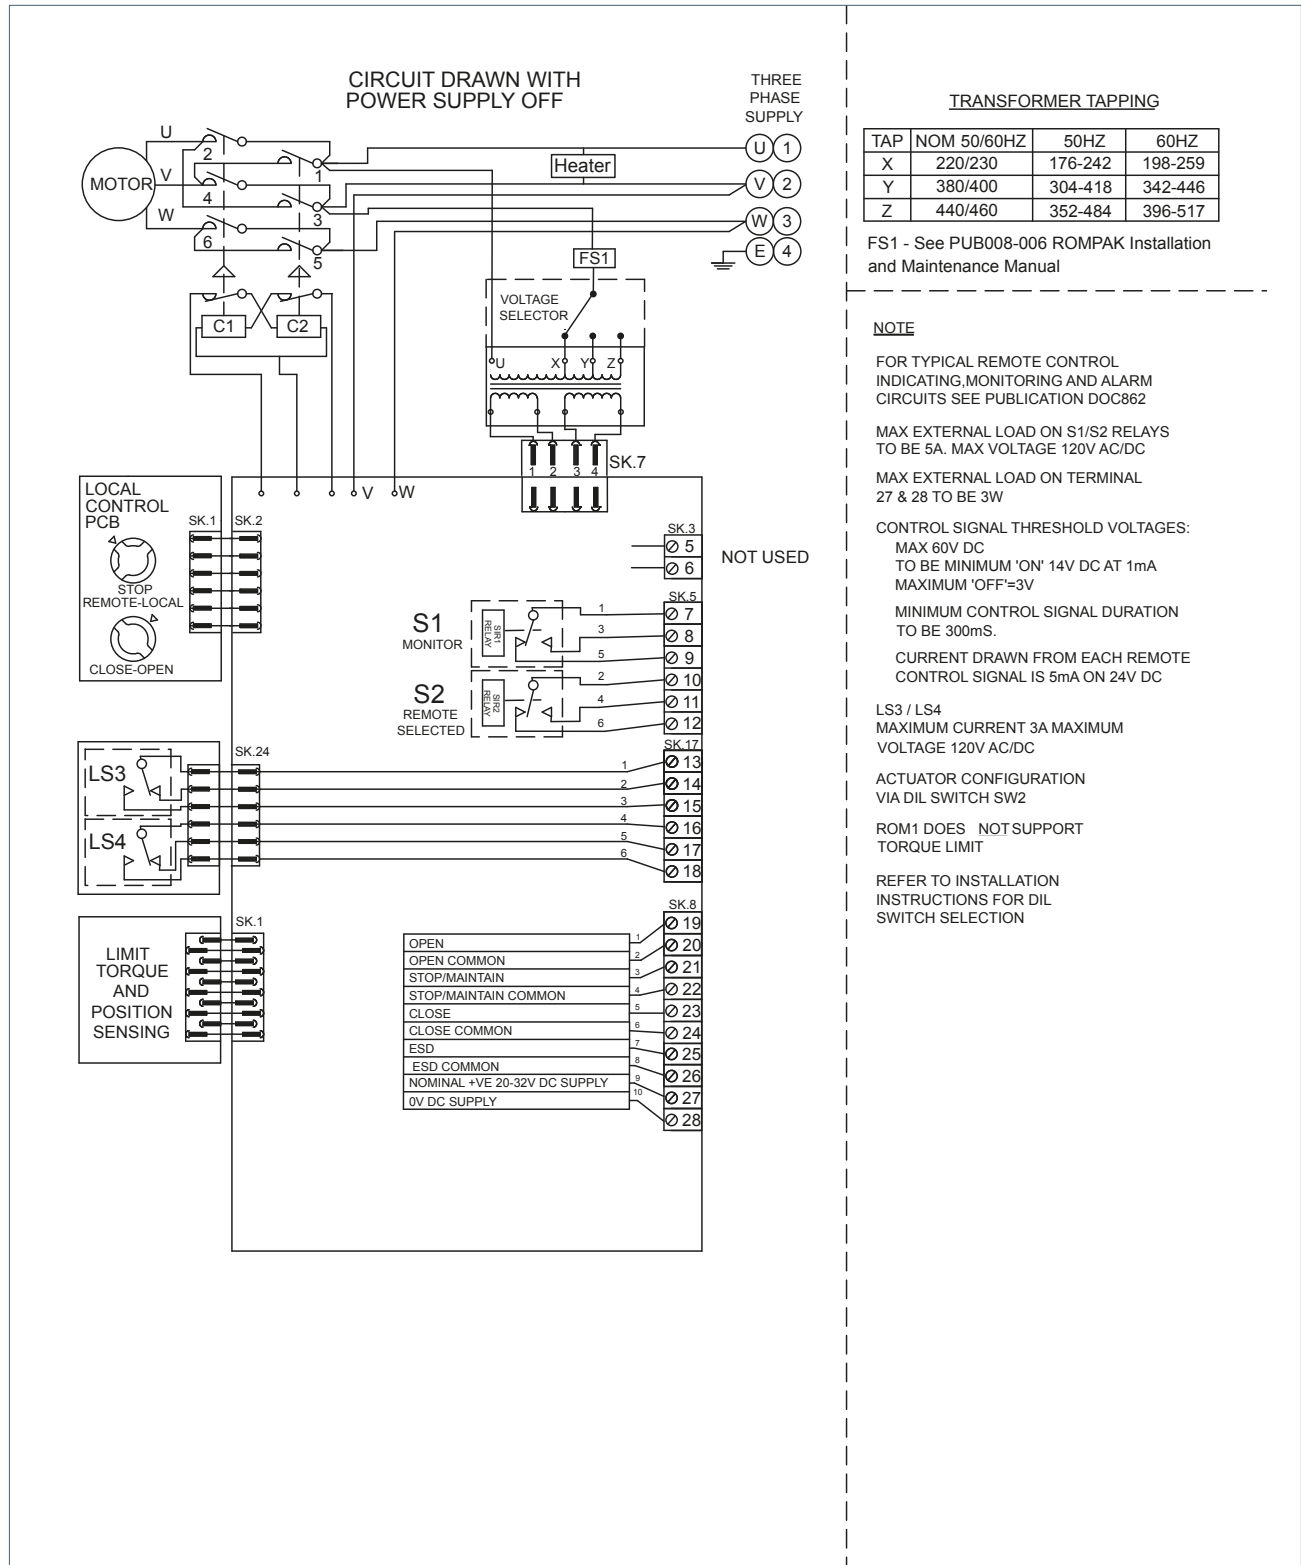 CIRCUIT DRAWN WITH
POWER SUPPLY OFF
THREE
PHASE
SUPPLY
U 1
V 2
W 3
E 4
MOTOR
U
V
W
2
4
6
1
3
5
Heater
FS1
C1
C2
VOLTAGE
SELECTOR
U X Y Z
SK.7
1 2 3 4
V W
LOCAL
CONTROL
PCB
STOP
REMOTE-LOCAL
CLOSE-OPEN
SK.1 SK.2
SK.3
5
6
NOT USED
SK.5
S1
MONITOR
SIR1
RELAY
1 7
3 8
5 9
S2
REMOTE
SELECTED
SIR2
RELAY
2 10
4 11
6 12
SK.17
LS3
LS4
SK.24
1 13
2 14
3 15
4 16
5 17
6 18
LIMIT
TORQUE
AND
POSITION
SENSING
SK.1
SK.8
OPEN 1 19
OPEN COMMON 2 20
STOP/MAINTAIN 3 21
STOP/MAINTAIN COMMON 4 22
CLOSE 5 23
CLOSE COMMON 6 24
ESD 7 25
ESD COMMON 8 26
NOMINAL +VE 20-32V DC SUPPLY 9 27
0V DC SUPPLY 10 28
TRANSFORMER TAPPING
TAP NOM 50/60HZ 50HZ 60HZ
X 220/230 176-242 198-259
Y 380/400 304-418 342-446
Z 440/460 352-484 396-517
FS1 - See PUB008-006 ROMPAK Installation
and Maintenance Manual
NOTE
FOR TYPICAL REMOTE CONTROL
INDICATING,MONITORING AND ALARM
CIRCUITS SEE PUBLICATION DOC862
MAX EXTERNAL LOAD ON S1/S2 RELAYS
TO BE 5A. MAX VOLTAGE 120V AC/DC
MAX EXTERNAL LOAD ON TERMINAL
27 & 28 TO BE 3W
CONTROL SIGNAL THRESHOLD VOLTAGES:
MAX 60V DC
TO BE MINIMUM 'ON' 14V DC AT 1mA
MAXIMUM 'OFF'=3V
MINIMUM CONTROL SIGNAL DURATION
TO BE 300mS.
CURRENT DRAWN FROM EACH REMOTE
CONTROL SIGNAL IS 5mA ON 24V DC
LS3 / LS4
MAXIMUM CURRENT 3A MAXIMUM
VOLTAGE 120V AC/DC
ACTUATOR CONFIGURATION
VIA DIL SWITCH SW2
ROM1 DOES NOT SUPPORT
TORQUE LIMIT
REFER TO INSTALLATION
INSTRUCTIONS FOR DIL
SWITCH SELECTION